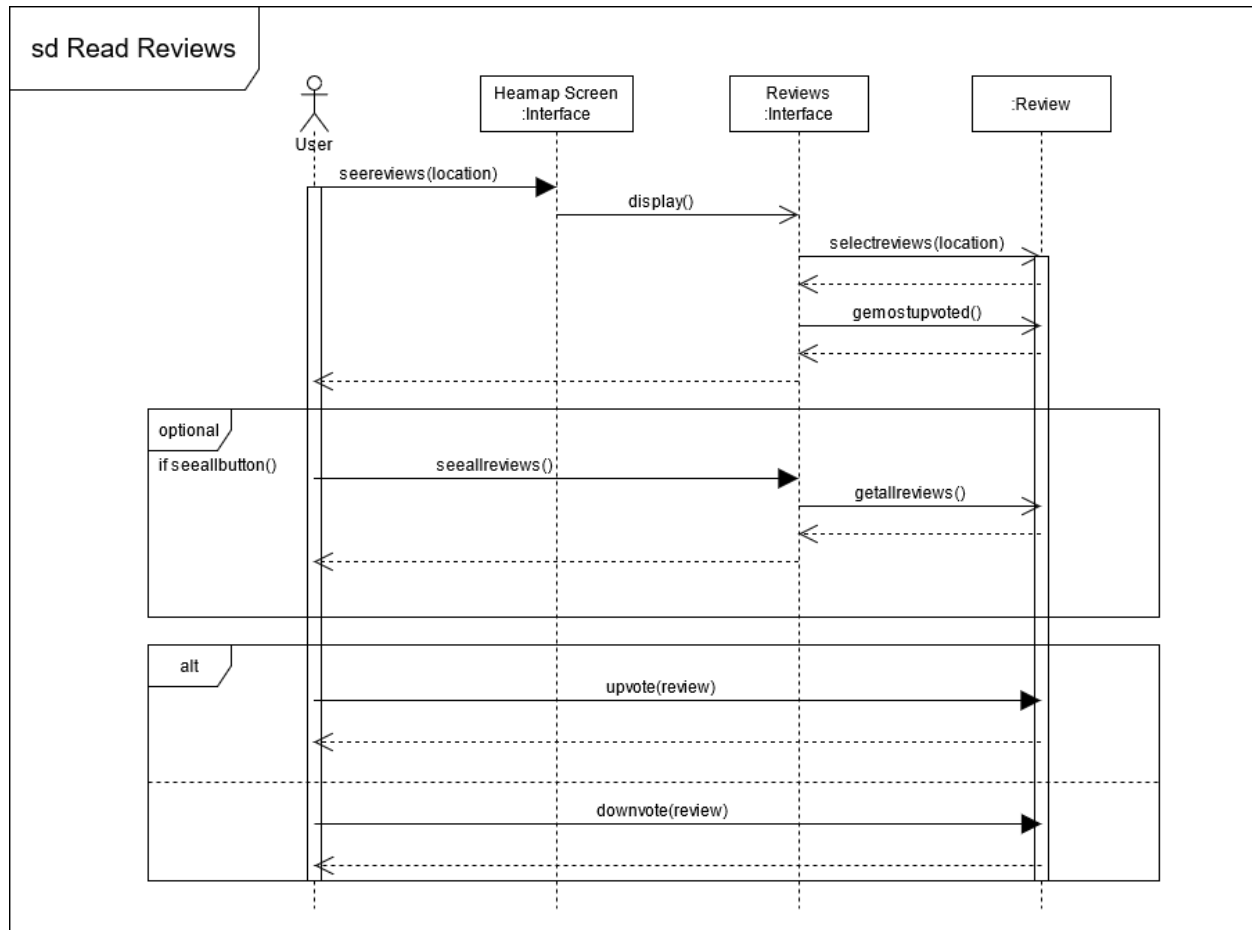 sd Read Reviews
Heamap Screen
:Interface
Reviews
:Interface
:Review
User
seereviews(location)
display()
selectreviews(location)
gemostupvoted()
optional
if seeallbutton()
seeallreviews()
getallreviews()
alt
upvote(review)
downvote(review)